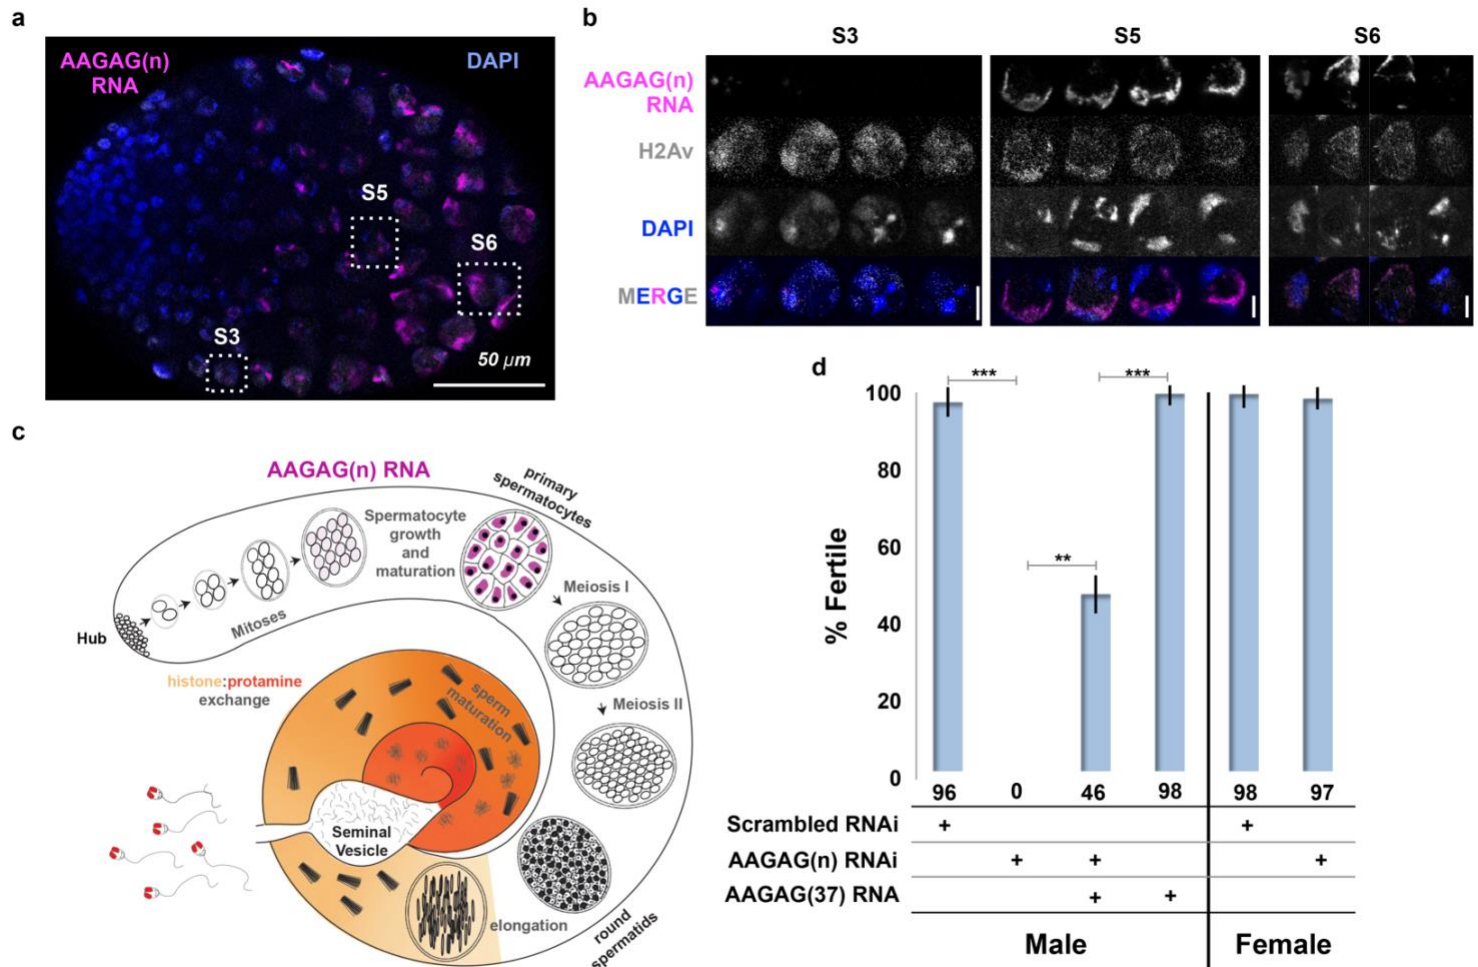 a
AAGAG(n)
RNA
DAPI
S5
S6
S3
50 μm
b
S3
S5
S6
AAGAG(n)
RNA
H2Av
DAPI
MERGE
c
AAGAG(n) RNA
primary
spermatocytes
Spermatocyte
growth
and
maturation
Meiosis I
Mitoses
Hub
Meiosis II
histone:protamine
exchange
sperm
maturation
Seminal
Vesicle
elongation
round
spermatids
d
***
***
**
% Fertile
100
80
60
40
20
0
96 0 46 98 98 97
Scrambled RNAi + +
AAGAG(n) RNAi + + +
AAGAG(37) RNA + +
Male Female